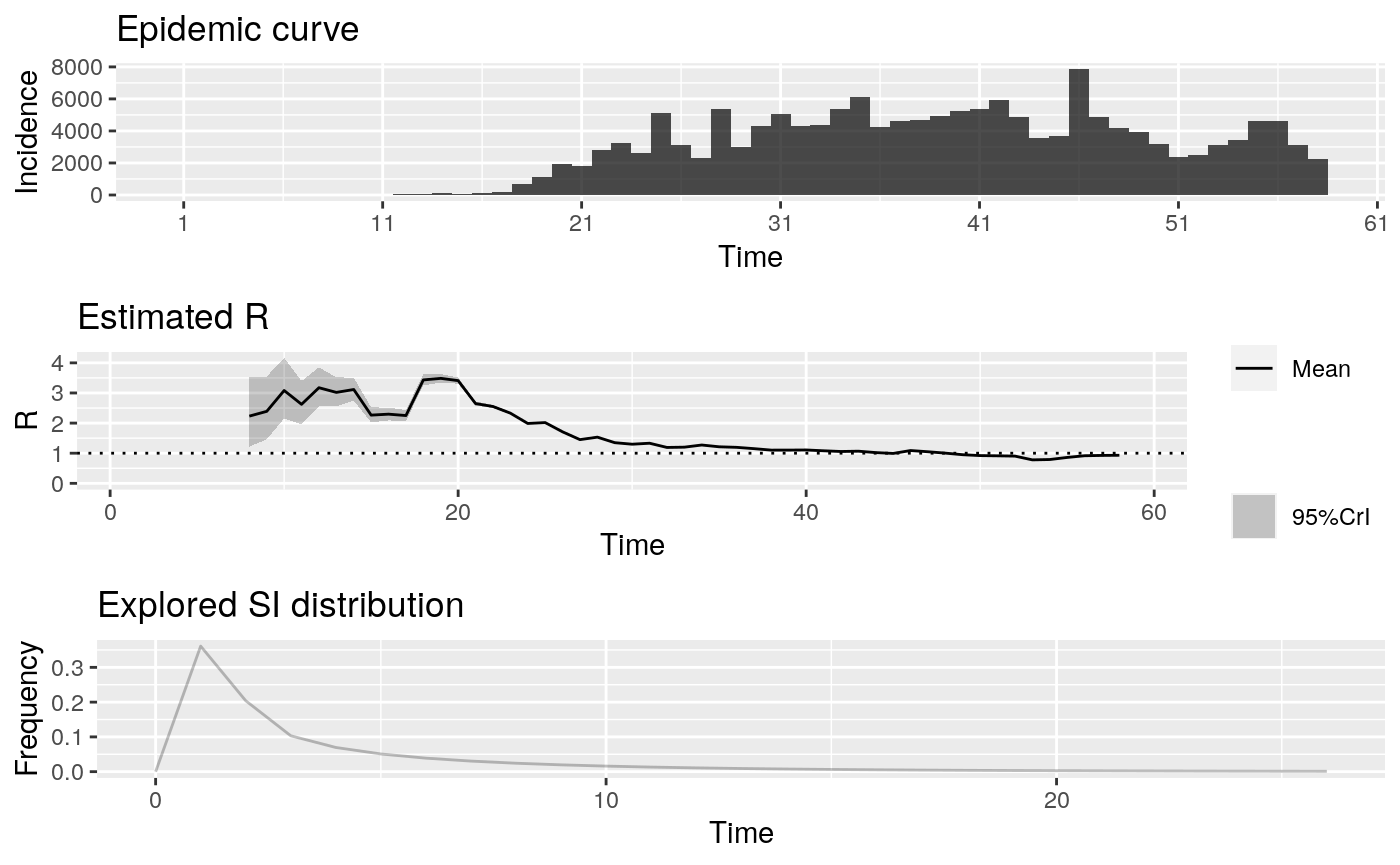 Epidemic curve
Incidence
8000
6000
4000
2000
0
1 11 21 31 41 51 61
Time
Estimated R
R
4
3
2
1
0
0 20 40 60
Time
Mean
95%CrI
Explored SI distribution
Frequency
0.3
0.2
0.1
0.0
0 10 20
Time